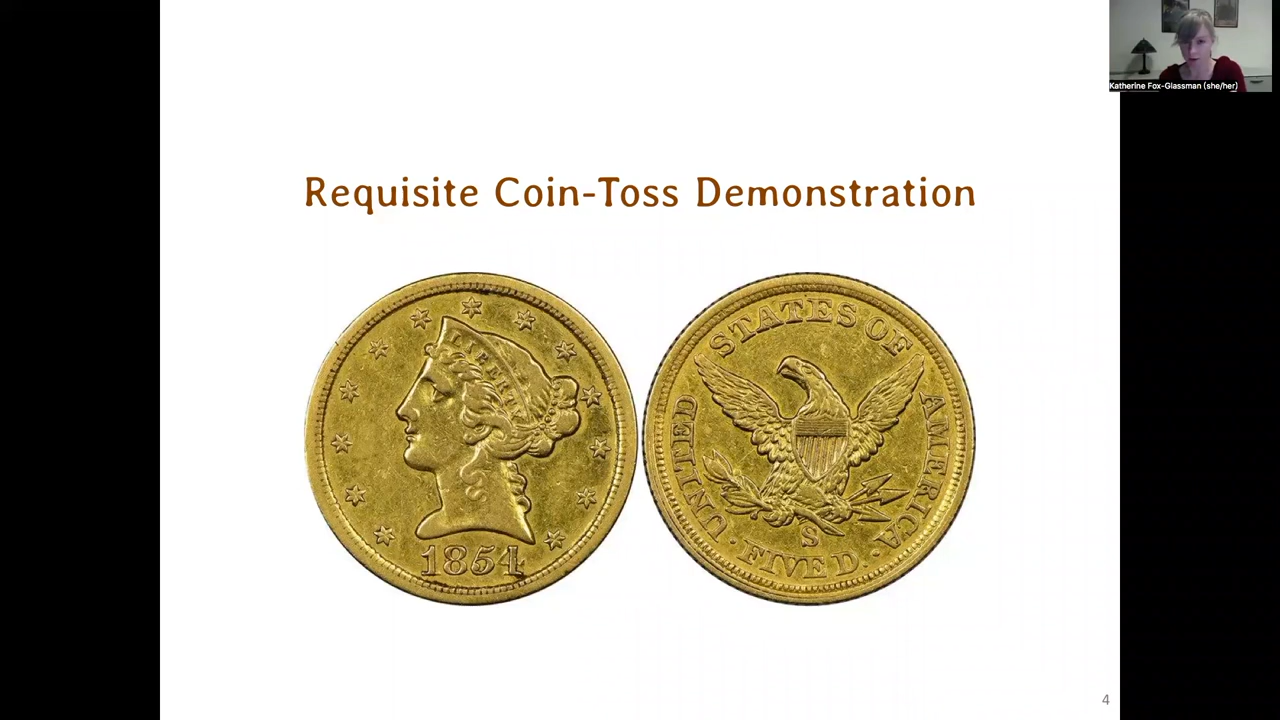 Katherine Fox-Glassman (she/her)
Requisite Coin-Toss Demonstration
LIBERTY
1854
UNITED STATES OF AMERICA
S
· FIVE D. ·
4